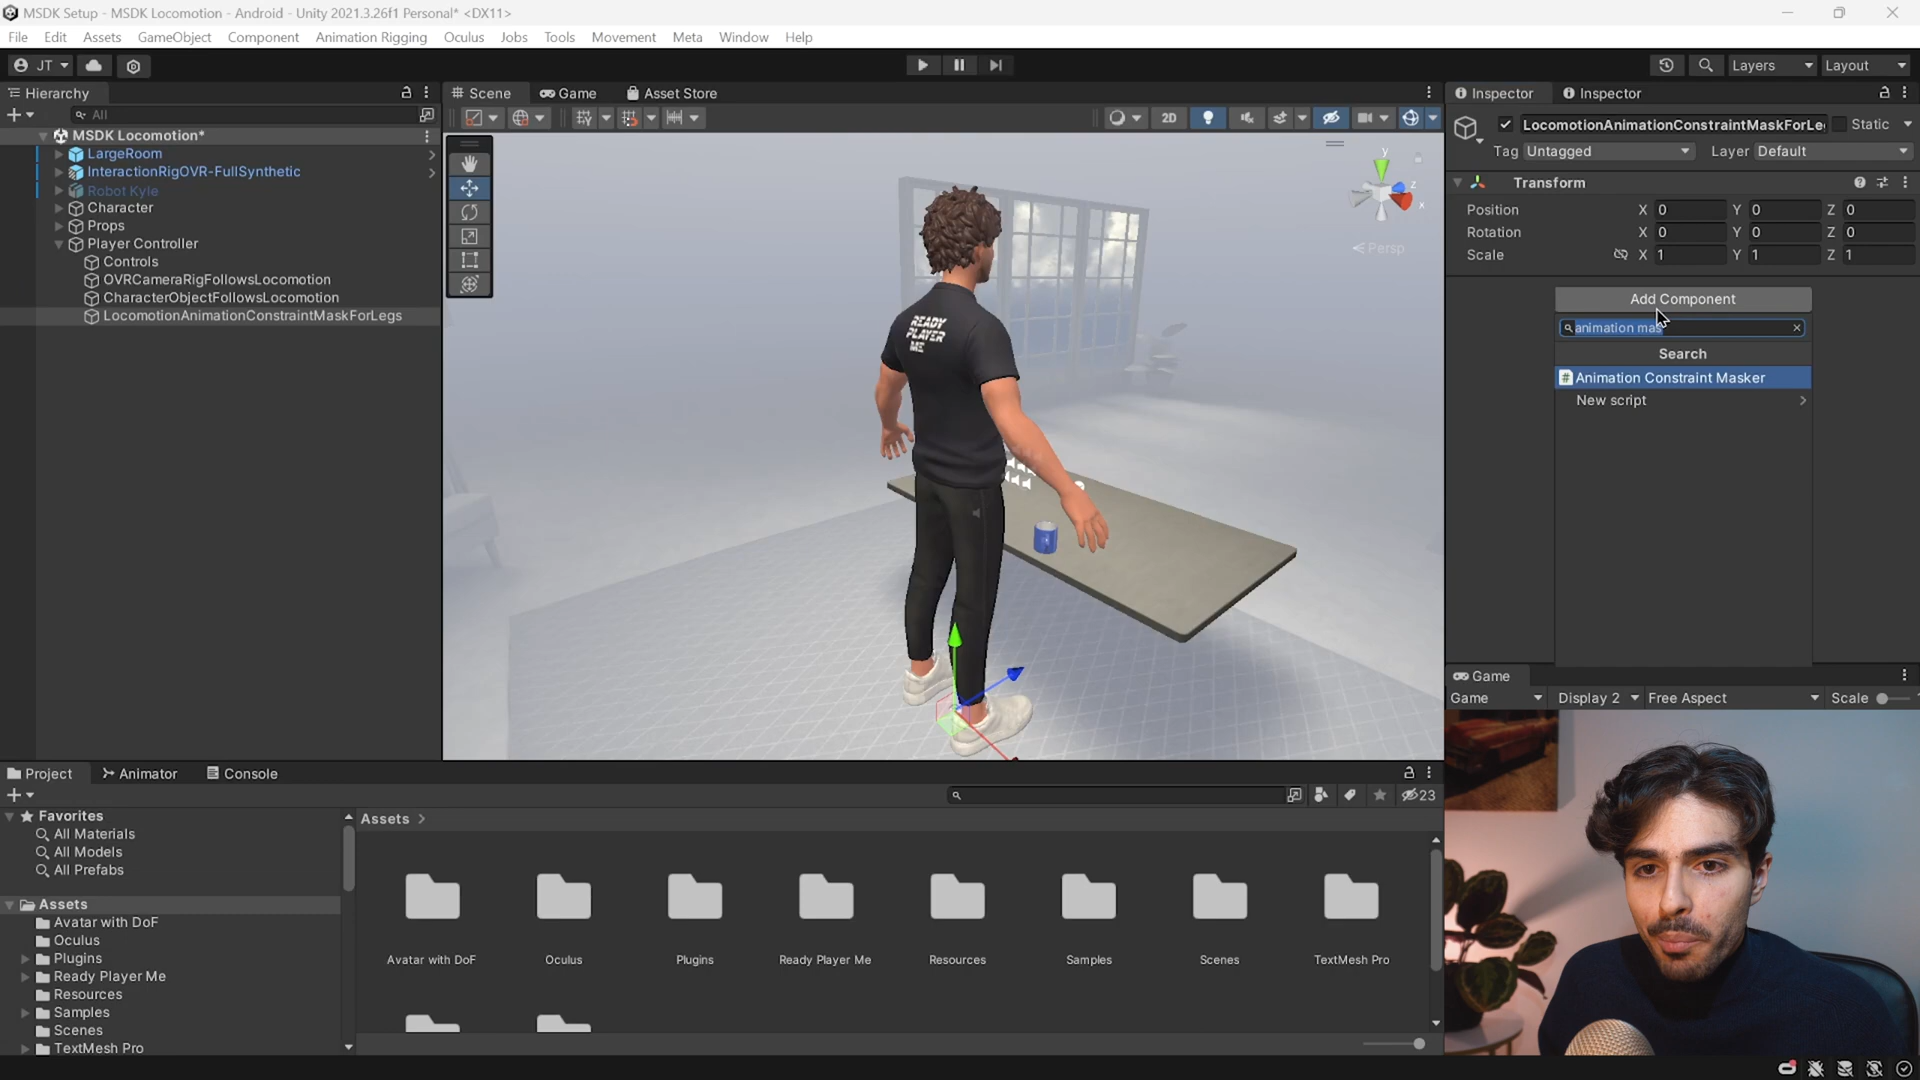 MSDK Setup - MSDK Locomotion - Android - Unity 2021.3.26f1 Personal* <DX11>
File Edit Assets GameObject Component Animation Rigging Oculus Jobs Tools Movement Meta Window Help
JT Layers Layout
Hierarchy Scene Game Asset Store Inspector Inspector
All 2D
LocomotionAnimationConstraintMaskForLe Static
Tag Untagged Layer Default
MSDK Locomotion*
LargeRoom
InteractionRigOVR-FullSynthetic
Robot Kyle
Character
Props
Player Controller
Controls
OVRCameraRigFollowsLocomotion
CharacterObjectFollowsLocomotion
LocomotionAnimationConstraintMaskForLegs
y
z
x
Persp
READY
PLAYER
ME
Transform
Position X 0 Y 0 Z 0
Rotation X 0 Y 0 Z 0
Scale X 1 Y 1 Z 1
Add Component
animation mas
Search
# Animation Constraint Masker
New script
Game
Game Display 2 Free Aspect Scale
Project Animator Console
23
Favorites
All Materials
All Models
All Prefabs
Assets
Avatar with DoF
Oculus
Plugins
Ready Player Me
Resources
Samples
Scenes
TextMesh Pro
Assets
Avatar with DoF Oculus Plugins Ready Player Me Resources Samples Scenes TextMesh Pro